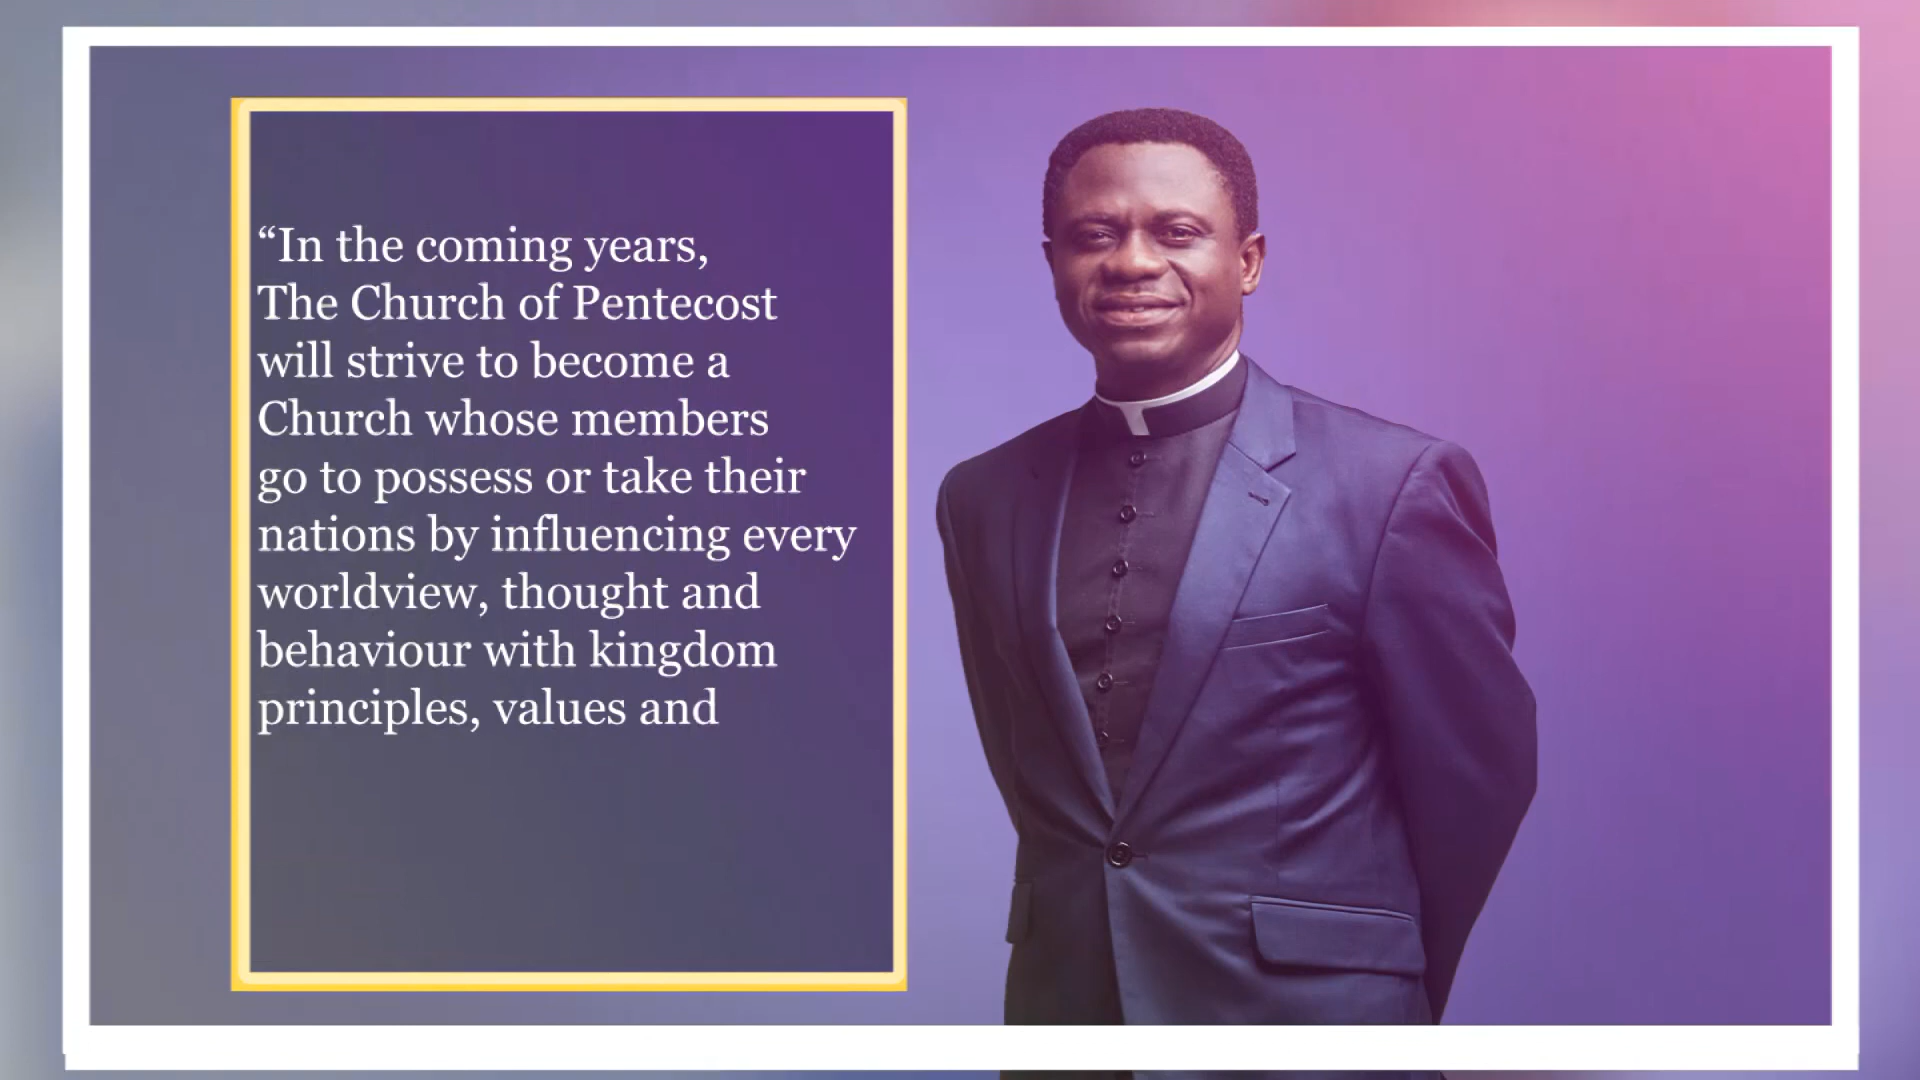 “In the coming years,
The Church of Pentecost
will strive to become a
Church whose members
go to possess or take their
nations by influencing every
worldview, thought and
behaviour with kingdom
principles, values and